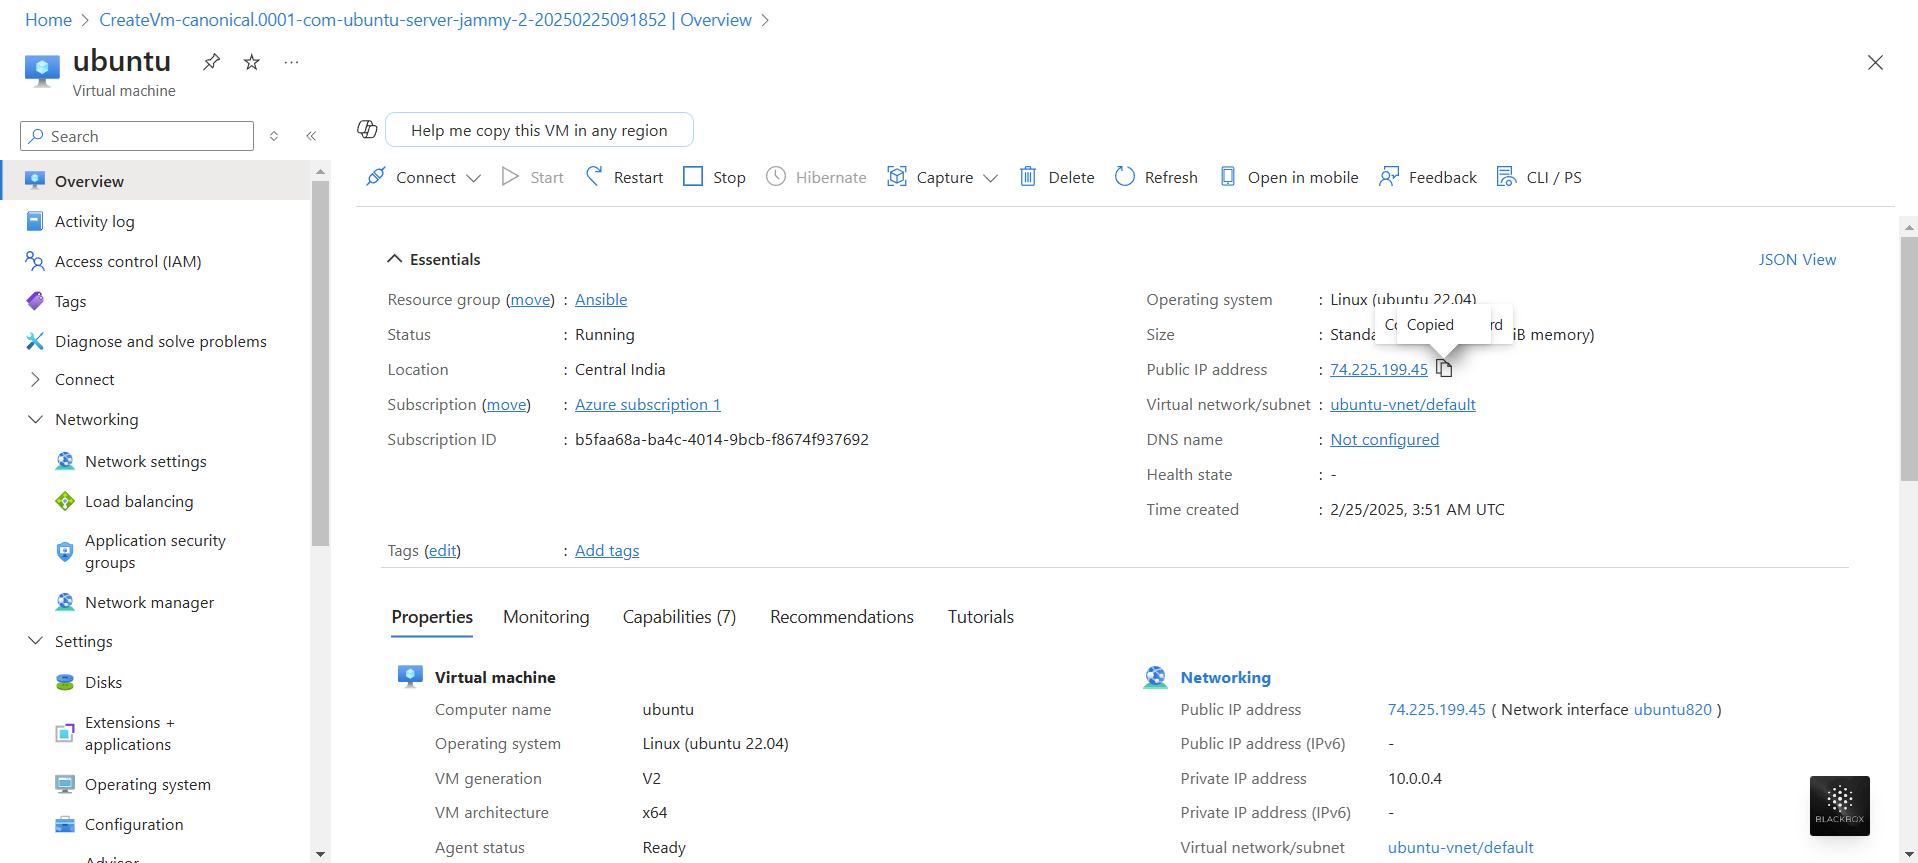 Home > CreateVm-canonical.0001-com-ubuntu-server-jammy-2-20250225091852 | Overview >
ubuntu
Virtual machine
Search
Overview
Activity log
Access control (IAM)
Tags
Diagnose and solve problems
Connect
Networking
Network settings
Load balancing
Application security
groups
Network manager
Settings
Disks
Extensions +
applications
Operating system
Configuration
Advisor
Help me copy this VM in any region
Connect Start Restart Stop Hibernate Capture Delete Refresh Open in mobile Feedback CLI / PS
Essentials
JSON View
Resource group (move) : Ansible
Status : Running
Location : Central India
Subscription (move) : Azure subscription 1
Subscription ID : b5faa68a-ba4c-4014-9bcb-f8674f937692
Operating system : Linux (ubuntu 22.04)
Copied
Size : iB memory)
Public IP address : 74.225.199.45
Virtual network/subnet : ubuntu-vnet/default
DNS name : Not configured
Health state : -
Time created : 2/25/2025, 3:51 AM UTC
Tags (edit) : Add tags
Properties Monitoring Capabilities (7) Recommendations Tutorials
Virtual machine
Computer name ubuntu
Operating system Linux (ubuntu 22.04)
VM generation V2
VM architecture x64
Agent status Ready
Networking
Public IP address 74.225.199.45 ( Network interface ubuntu820 )
Public IP address (IPv6) -
Private IP address 10.0.0.4
Private IP address (IPv6) -
Virtual network/subnet ubuntu-vnet/default
BLACKBOX